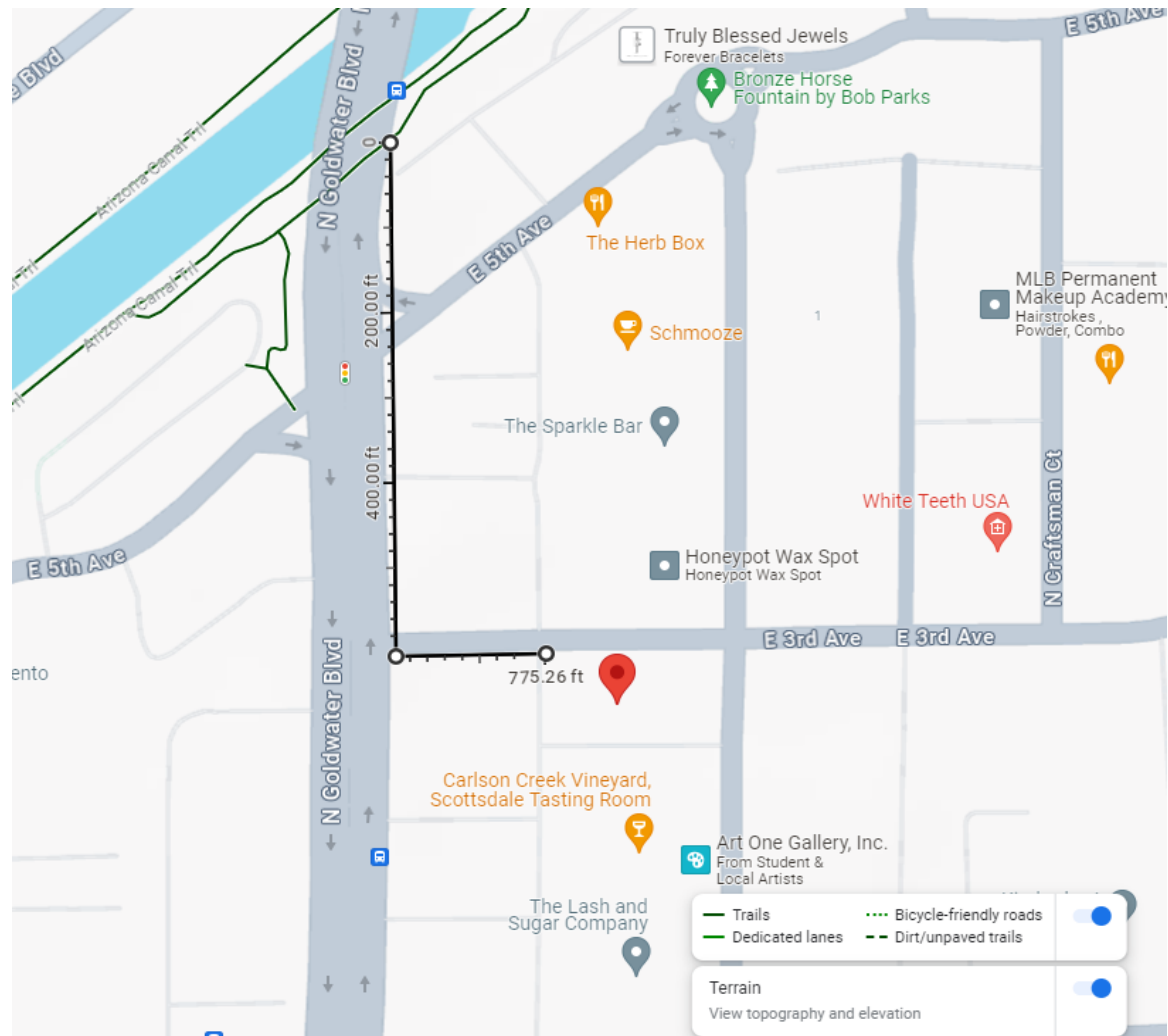 N Goldwater Blvd
E 5th Ave
Truly Blessed Jewels
Forever Bracelets
Bronze Horse
Fountain by Bob Parks
Blvd
Arizona Canal Trl
N Goldwater Blvd
0
E 5th Ave
The Herb Box
Trl
Arizona Canal Trl
200.00 ft
MLB Permanent
Makeup Academy
Hairstrokes ,
Powder, Combo
1
Schmooze
The Sparkle Bar
400.00 ft
White Teeth USA
N Craftsman Ct
E 5th Ave
Honeypot Wax Spot
Honeypot Wax Spot
E 3rd Ave
E 3rd Ave
ento
775.26 ft
N Goldwater Blvd
Carlson Creek Vineyard,
Scottsdale Tasting Room
Art One Gallery, Inc.
From Student &
Local Artists
The Lash and
Sugar Company
Trails
Bicycle-friendly roads
Dedicated lanes
Dirt/unpaved trails
Terrain
View topography and elevation